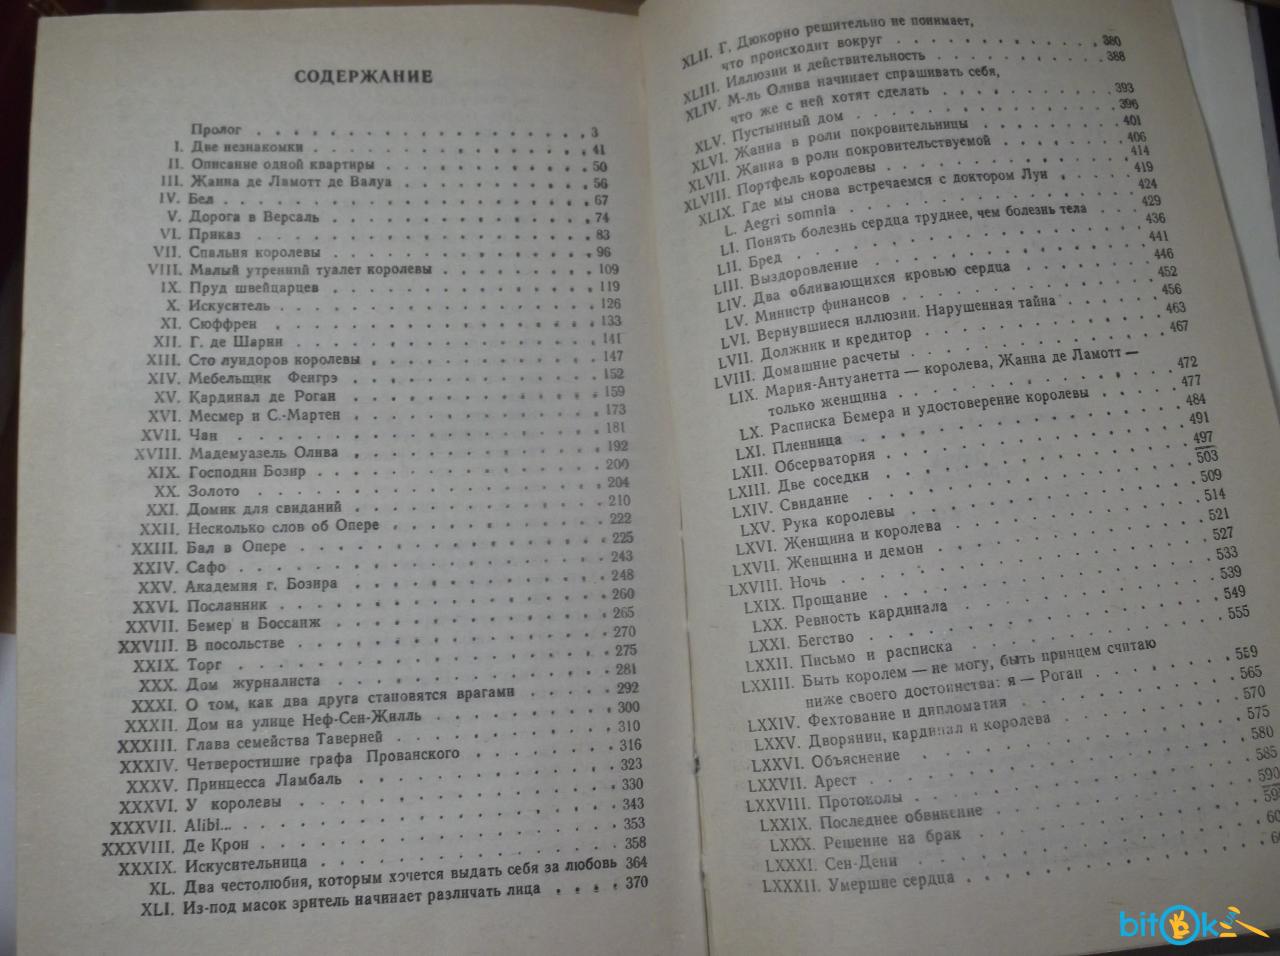 СОДЕРЖАНИЕ
Пролог . . . . . 3
I. Две незнакомки . . . . . 41
II. Описание одной квартиры . . . . . 50
III. Жанна де Ламотт де Валуа . . . . . 56
IV. Бел . . . . . 67
V. Дорога в Версаль . . . . . 74
VI. Приказ . . . . . 83
VII. Спальня королевы . . . . . 96
VIII. Малый утренний туалет королевы . . . . . 109
IX. Пруд швейцарцев . . . . . 119
X. Искуситель . . . . . 126
XI. Сюффрен . . . . . 133
XII. Г. де Шарни . . . . . 141
XIII. Сто луидоров королевы . . . . . 147
XIV. Мебельщик Фенгрэ . . . . . 152
XV. Кардинал де Роган . . . . . 159
XVI. Месмер и С.-Мартен . . . . . 173
XVII. Чан . . . . . 181
XVIII. Мадемуазель Олива . . . . . 192
XIX. Господин Бозир . . . . . 200
XX. Золото . . . . . 204
XXI. Домик для свиданий . . . . . 210
XXII. Несколько слов об Опере . . . . . 222
XXIII. Бал в Опере . . . . . 225
XXIV. Сафо . . . . . 243
XXV. Академия г. Бозира . . . . . 248
XXVI. Посланник . . . . . 260
XXVII. Бемер и Боссанж . . . . . 265
XXVIII. В посольстве . . . . . 270
XXIX. Торг . . . . . 275
XXX. Дом журналиста . . . . . 281
XXXI. О том, как два друга становятся врагами . . . . . 292
XXXII. Дом на улице Неф-Сен-Жилль . . . . . 300
XXXIII. Глава семейства Таверней . . . . . 310
XXXIV. Четверостишие графа Прованского . . . . . 316
XXXV. Принцесса Ламбаль . . . . . 323
XXXVI. У королевы . . . . . 330
XXXVII. Alibi... . . . . . 343
XXXVIII. Де Крон . . . . . 353
XXXIX. Искусительница . . . . . 358
XL. Два честолюбия, которым хочется выдать себя за любовь 364
XLI. Из-под масок зритель начинает различать лица . . . . 370
XLII. Г. Дюкорно решительно не понимает,
что происходит вокруг . . . . . 380
XLIII. Иллюзии и действительность . . . . . 388
XLIV. М-ль Олива начинает спрашивать себя,
что же с ней хотят сделать . . . . . 393
XLV. Пустынный дом . . . . . 396
XLVI. Жанна в роли покровительницы . . . . . 401
XLVII. Жанна в роли покровительствуемой . . . . . 406
XLVIII. Портфель королевы . . . . . 414
XLIX. Где мы снова встречаемся с доктором Луи . . . . 419
L. Aegri somnia . . . . . 424
LI. Понять болезнь сердца труднее, чем болезнь тела . . . 429
LII. Бред . . . . . 436
LIII. Выздоровление . . . . . 441
LIV. Два обливающихся кровью сердца . . . . . 446
LV. Министр финансов . . . . . 452
LVI. Вернувшиеся иллюзии. Нарушенная тайна . . . . . 456
LVII. Должник и кредитор . . . . . 463
LVIII. Домашние расчеты . . . . . 467
LIX. Мария-Антуанетта — королева, Жанна де Ламотт —
только женщина . . . . . 472
LX. Расписка Бемера и удостоверение королевы . . . . 477
LXI. Пленница . . . . . 484
LXII. Обсерватория . . . . . 491
LXIII. Две соседки . . . . . 497
LXIV. Свидание . . . . . 503
LXV. Рука королевы . . . . . 509
LXVI. Женщина и королева . . . . . 514
LXVII. Женщина и демон . . . . . 521
LXVIII. Ночь . . . . . 527
LXIX. Прощание . . . . . 533
LXX. Ревность кардинала . . . . . 539
LXXI. Бегство . . . . . 549
LXXII. Письмо и расписка . . . . . 555
LXXIII. Быть королем — не могу, быть принцем считаю
ниже своего достоинства: я — Роган . . . . . 559
LXXIV. Фехтование и дипломатия . . . . . 565
LXXV. Дворянин, кардинал и королева . . . . . 570
LXXVI. Объяснение . . . . . 575
LXXVII. Арест . . . . . 580
LXXVIII. Протоколы . . . . . 585
LXXIX. Последнее обвинение . . . . . 590
LXXX. Решение на брак . . . . .
LXXXI. Сен-Дени . . . . .
LXXXII. Умершие сердца . . . . .
bitOk